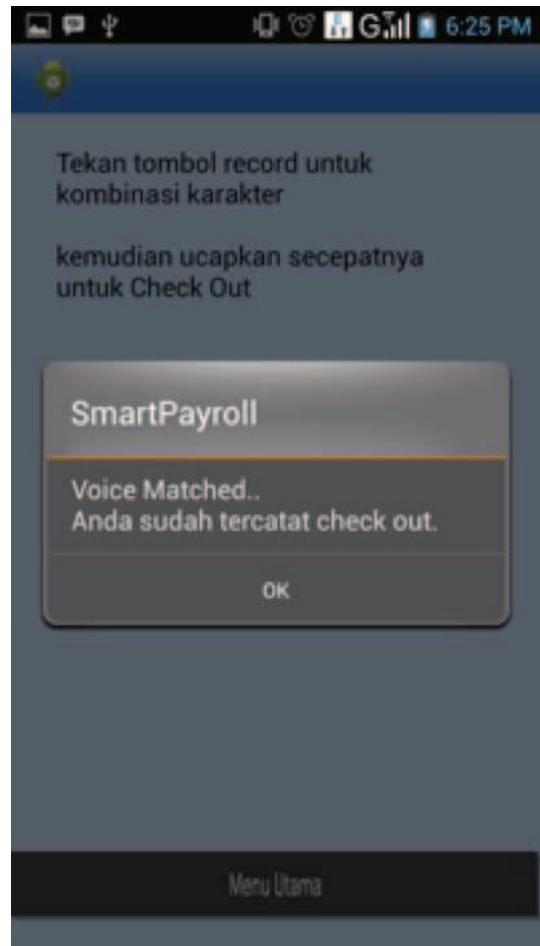 G 6:25 PM
Tekan tombol record untuk
kombinasi karakter
kemudian ucapkan secepatnya
untuk Check Out
SmartPayroll
Voice Matched..
Anda sudah tercatat check out.
OK
Menu Utama